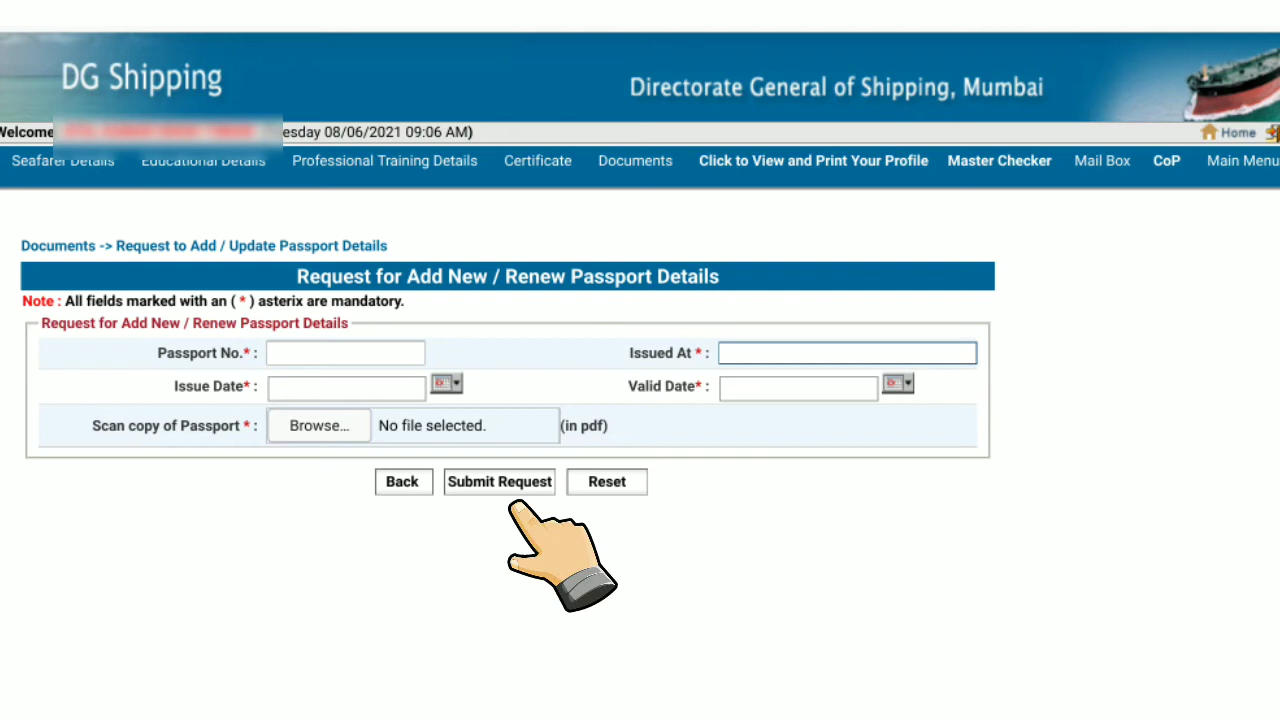 DG Shipping
Directorate General of Shipping, Mumbai
Welcome esday 08/06/2021 09:06 AM)
Home
Seafarer Details Educational Details Professional Training Details Certificate Documents Click to View and Print Your Profile Master Checker Mail Box CoP Main Menu
Documents -> Request to Add / Update Passport Details
Request for Add New / Renew Passport Details
Note : All fields marked with an ( * ) asterix are mandatory.
Request for Add New / Renew Passport Details
Passport No.* : Issued At * :
Issue Date* : Valid Date* :
Scan copy of Passport * : Browse... No file selected. (in pdf)
Back Submit Request Reset